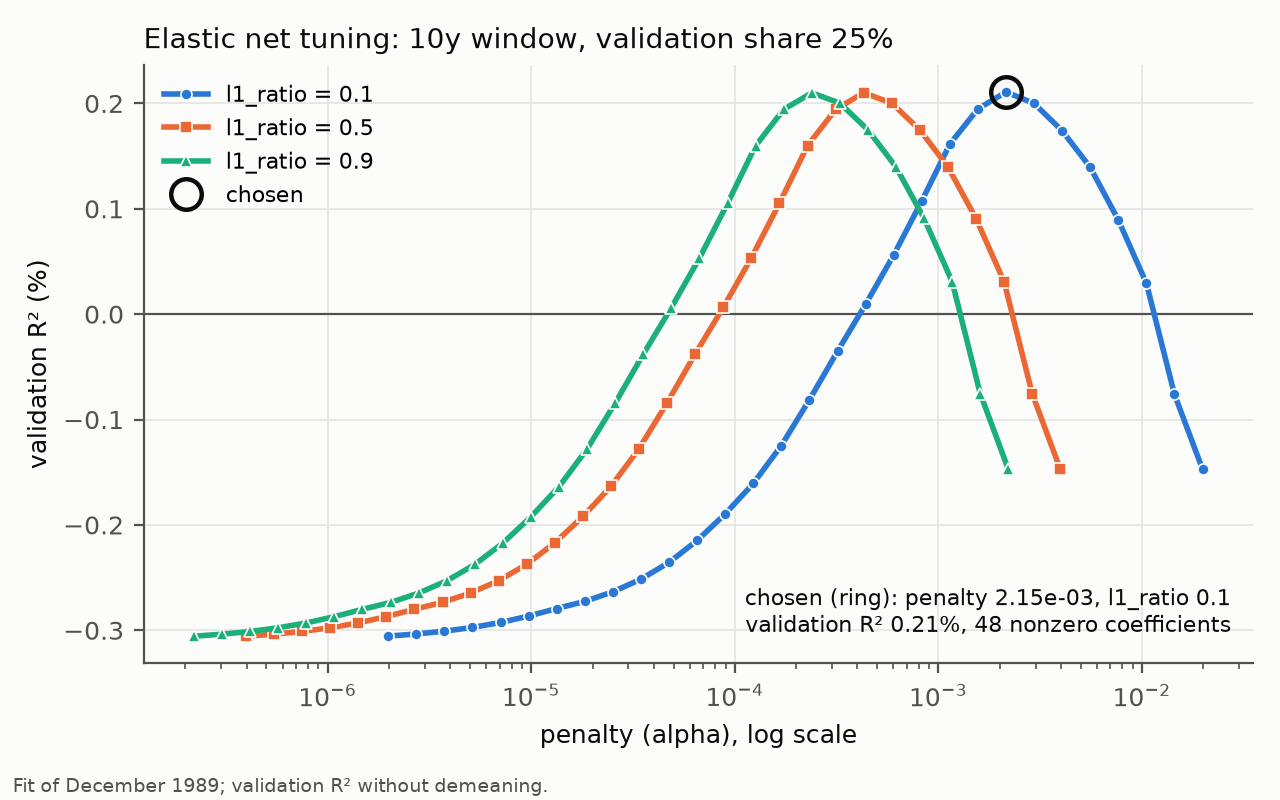 Elastic net tuning: 10y window, validation share 25%
l1_ratio = 0.1
l1_ratio = 0.5
l1_ratio = 0.9
chosen
validation R² (%)
0.2
0.1
0.0
−0.1
−0.2
−0.3
chosen (ring): penalty 2.15e-03, l1_ratio 0.1
validation R² 0.21%, 48 nonzero coefficients
10⁻⁶ 10⁻⁵ 10⁻⁴ 10⁻³ 10⁻²
penalty (alpha), log scale
Fit of December 1989; validation R² without demeaning.